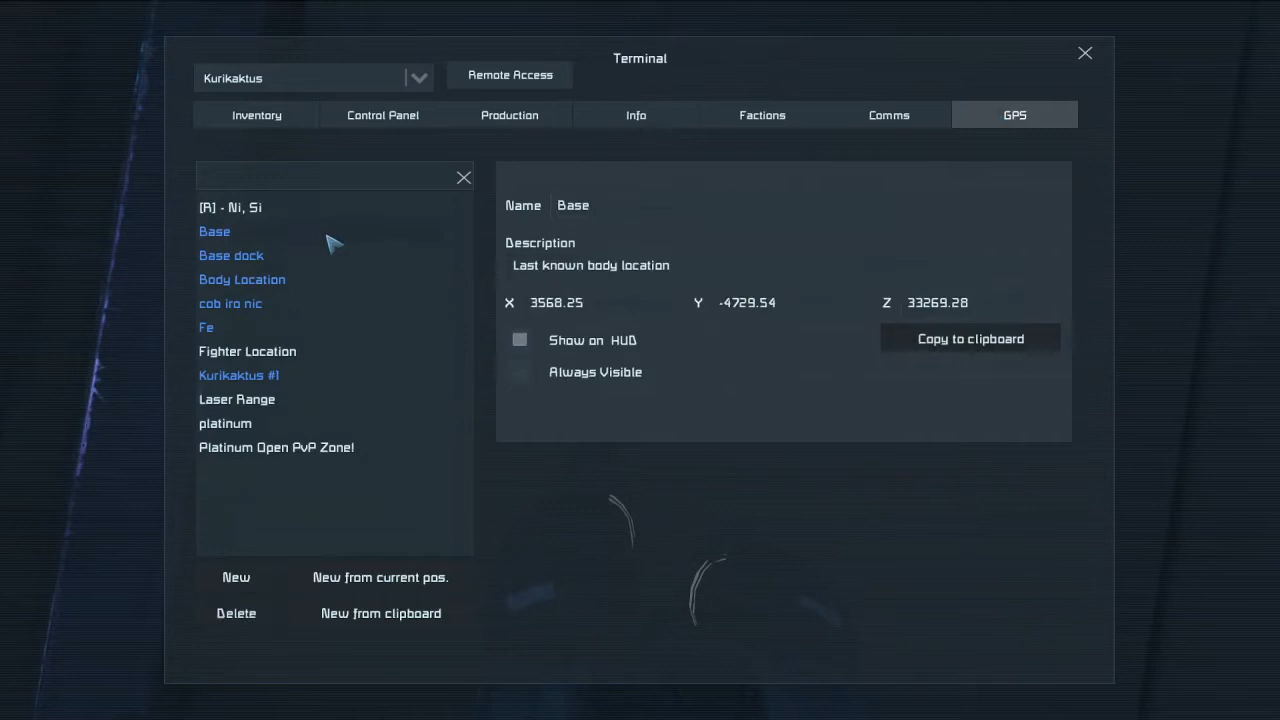 Terminal
Kurikaktus
Remote Access
Inventory
Control Panel
Production
Info
Factions
Comms
GPS
[R] - Ni, Si
Base
Base dock
Body Location
cob iro nic
Fe
Fighter Location
Kurikaktus #1
Laser Range
platinum
Platinum Open PvP Zone!
Name Base
Description
Last known body location
X 3568.25 Y -4729.54 Z 33269.28
Show on HUD
Copy to clipboard
Always Visible
New
New from current pos.
Delete
New from clipboard